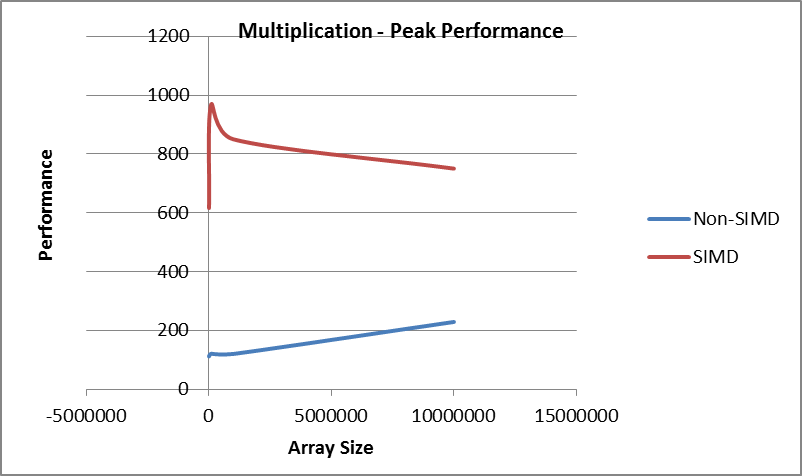 Multiplication - Peak Performance
1200
1000
800
600
400
200
0
Performance
-5000000 0 5000000 10000000 15000000
Array Size
Non-SIMD
SIMD